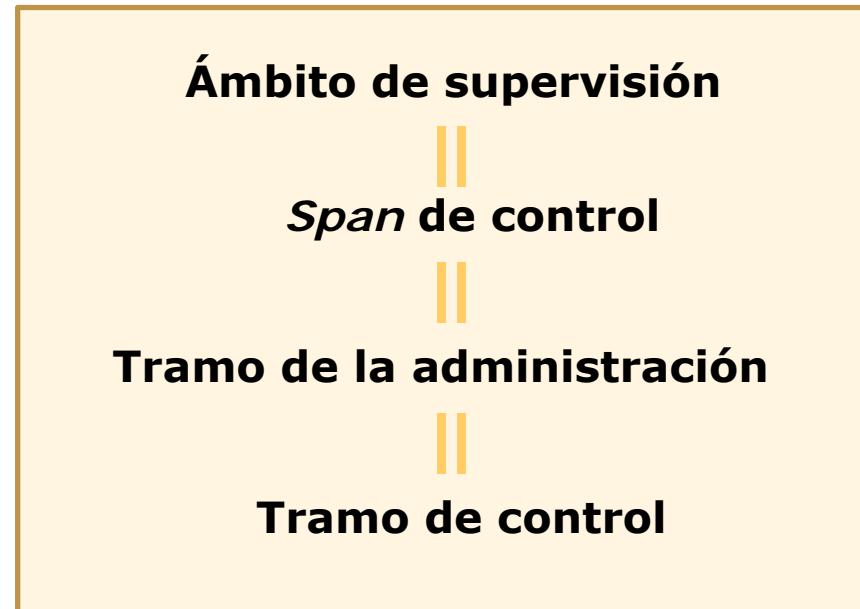 Ámbito de supervisión
Span de control
Tramo de la administración
Tramo de control